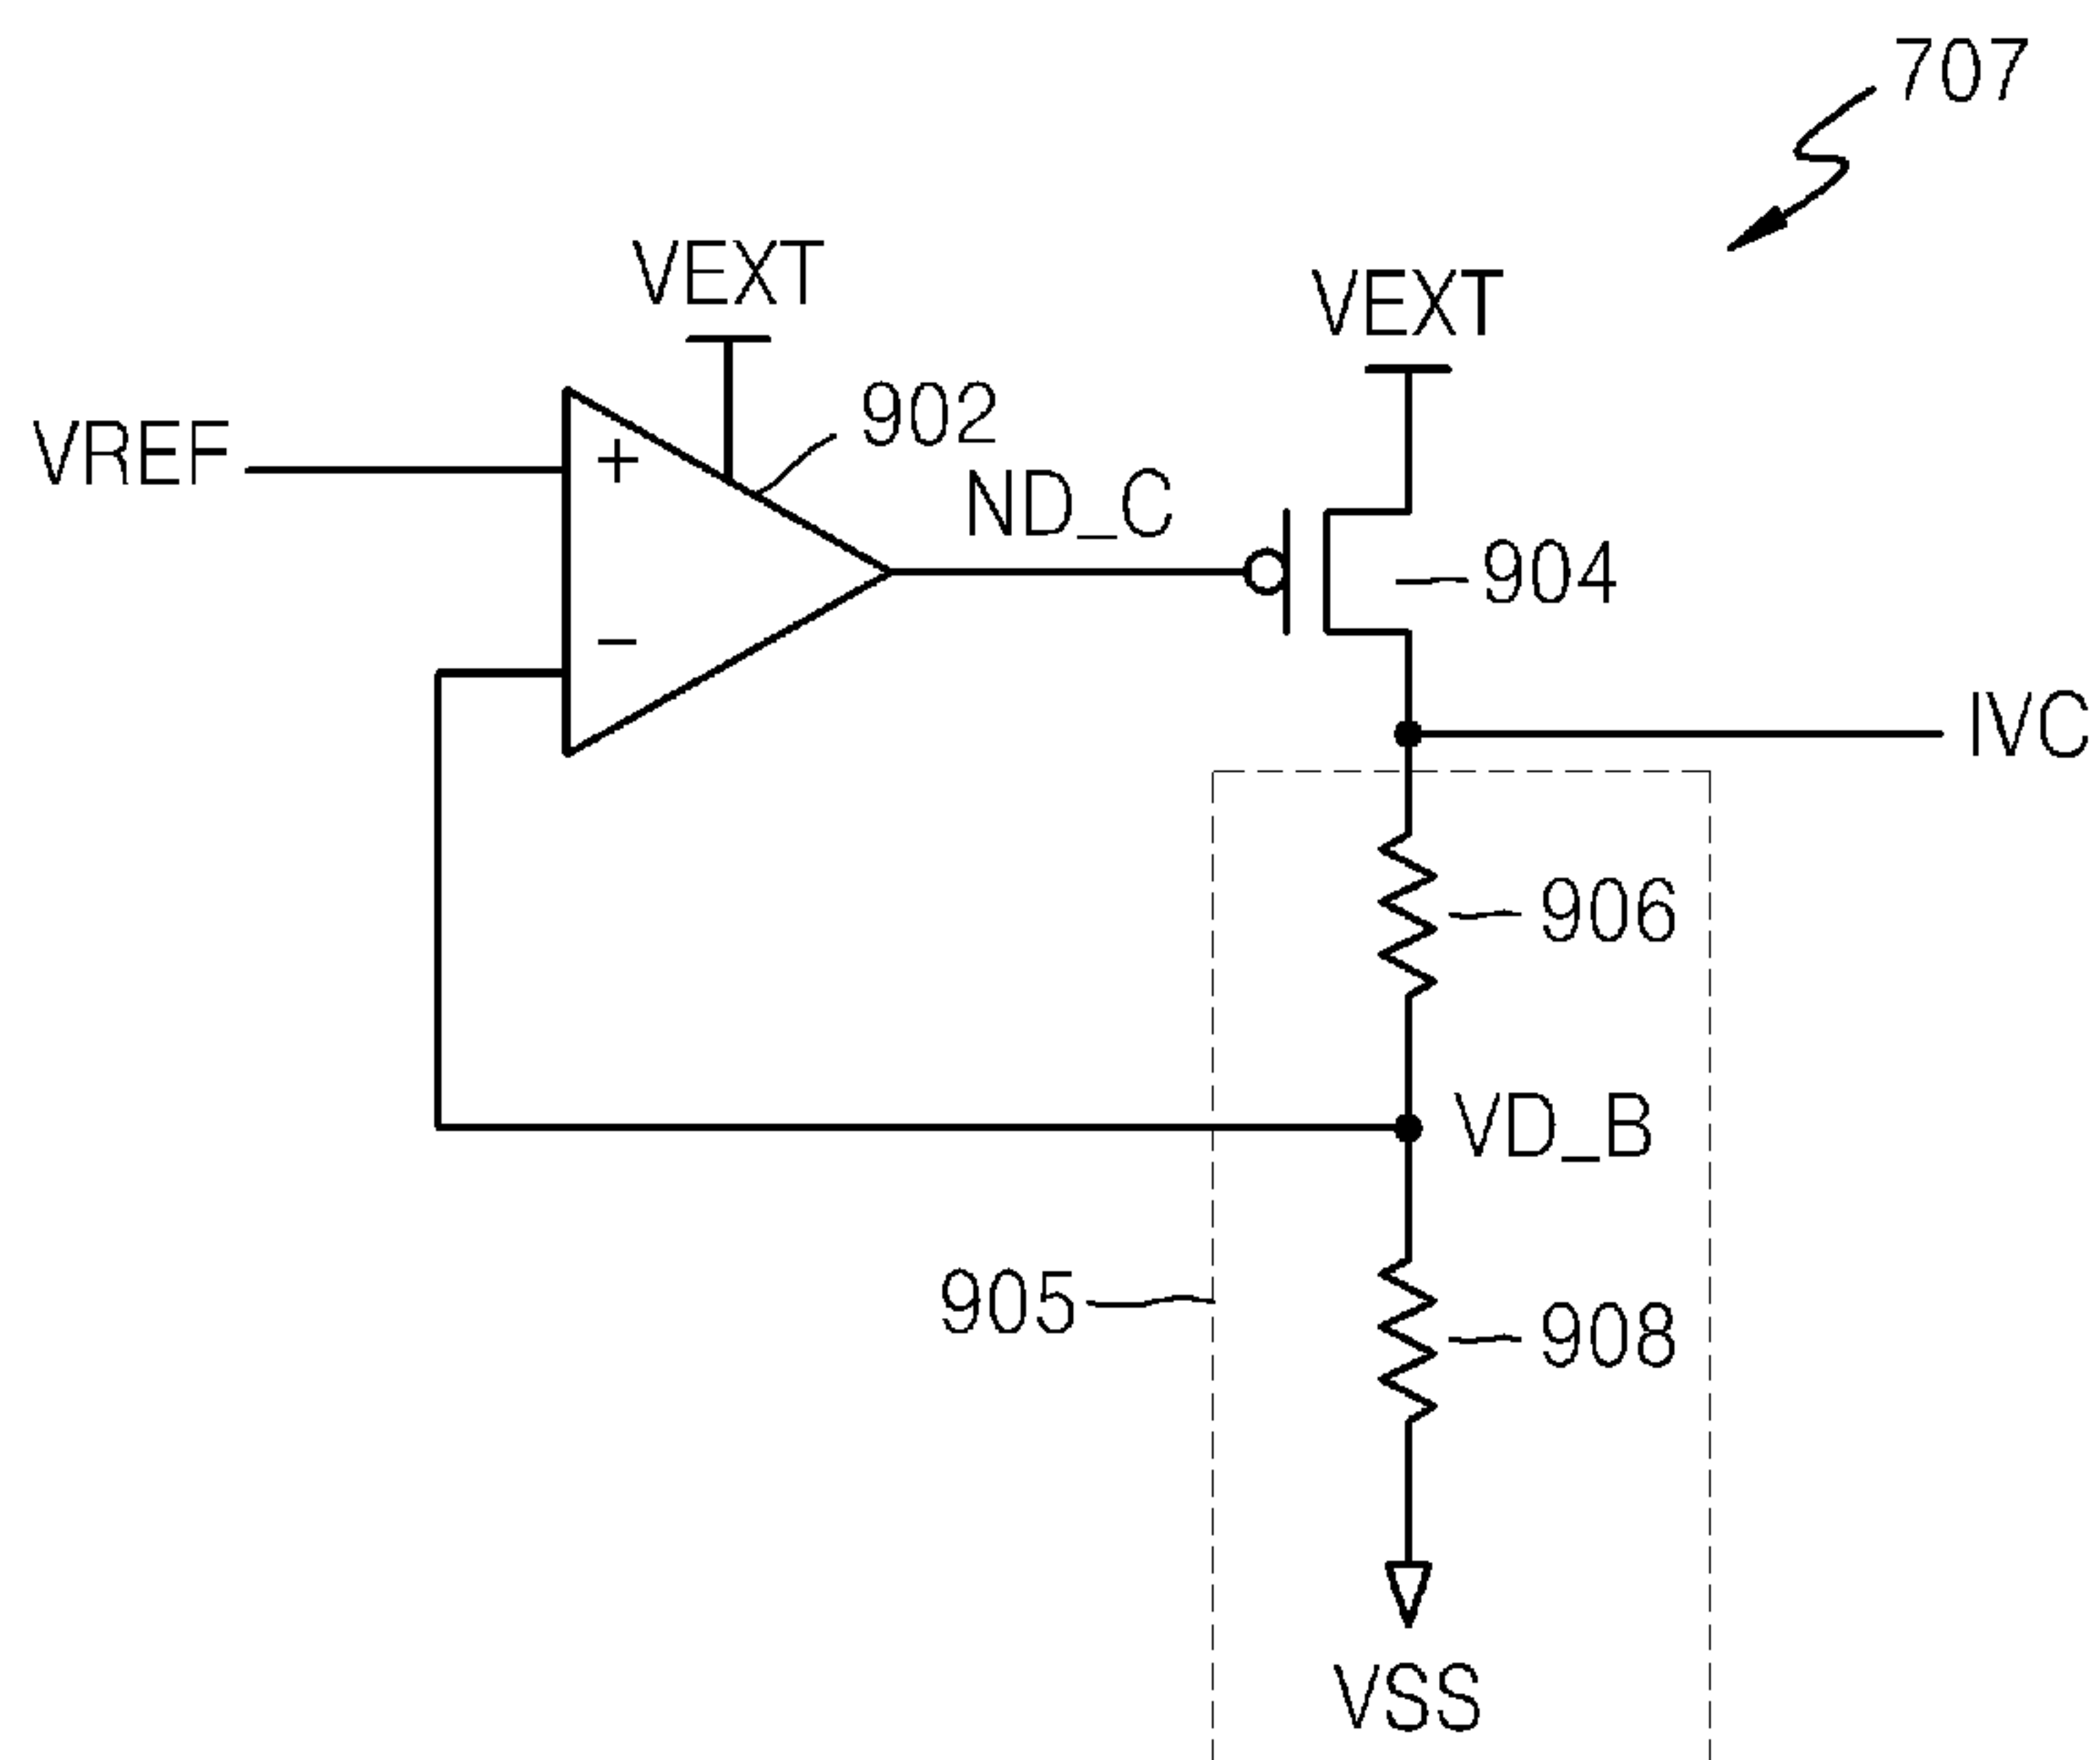 707
VEXT
VEXT
902
VREF
+
ND_C
904
−
IVC
906
VD_B
905
908
VSS